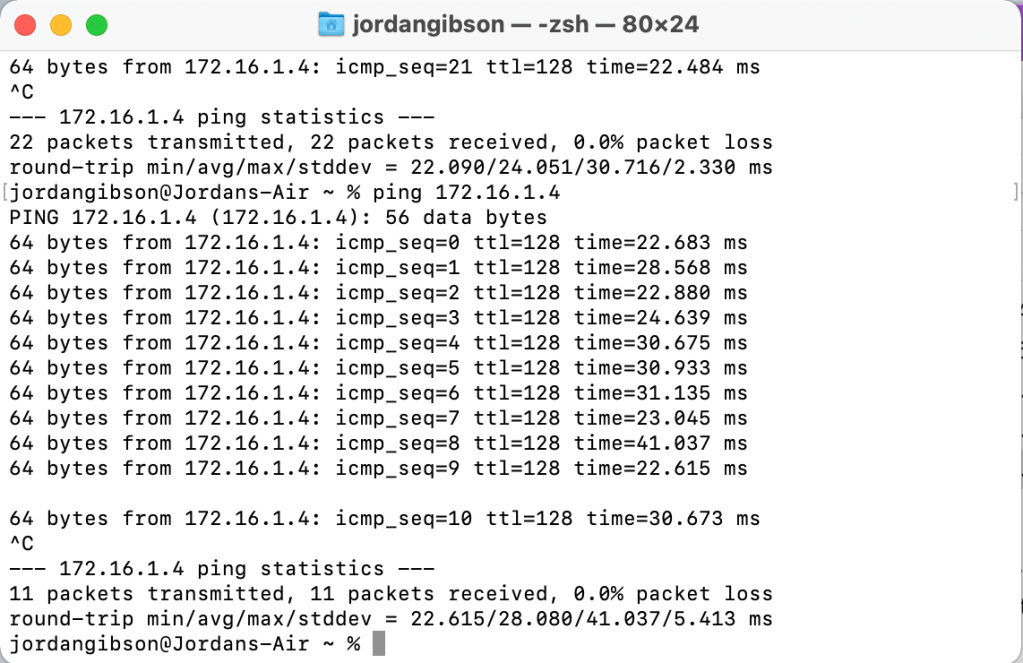 jordangibson — -zsh — 80×24
64 bytes from 172.16.1.4: icmp_seq=21 ttl=128 time=22.484 ms
^C
--- 172.16.1.4 ping statistics ---
22 packets transmitted, 22 packets received, 0.0% packet loss
round-trip min/avg/max/stddev = 22.090/24.051/30.716/2.330 ms
[jordangibson@Jordans-Air ~ % ping 172.16.1.4 ]
PING 172.16.1.4 (172.16.1.4): 56 data bytes
64 bytes from 172.16.1.4: icmp_seq=0 ttl=128 time=22.683 ms
64 bytes from 172.16.1.4: icmp_seq=1 ttl=128 time=28.568 ms
64 bytes from 172.16.1.4: icmp_seq=2 ttl=128 time=22.880 ms
64 bytes from 172.16.1.4: icmp_seq=3 ttl=128 time=24.639 ms
64 bytes from 172.16.1.4: icmp_seq=4 ttl=128 time=30.675 ms
64 bytes from 172.16.1.4: icmp_seq=5 ttl=128 time=30.933 ms
64 bytes from 172.16.1.4: icmp_seq=6 ttl=128 time=31.135 ms
64 bytes from 172.16.1.4: icmp_seq=7 ttl=128 time=23.045 ms
64 bytes from 172.16.1.4: icmp_seq=8 ttl=128 time=41.037 ms
64 bytes from 172.16.1.4: icmp_seq=9 ttl=128 time=22.615 ms

64 bytes from 172.16.1.4: icmp_seq=10 ttl=128 time=30.673 ms
^C
--- 172.16.1.4 ping statistics ---
11 packets transmitted, 11 packets received, 0.0% packet loss
round-trip min/avg/max/stddev = 22.615/28.080/41.037/5.413 ms
jordangibson@Jordans-Air ~ %